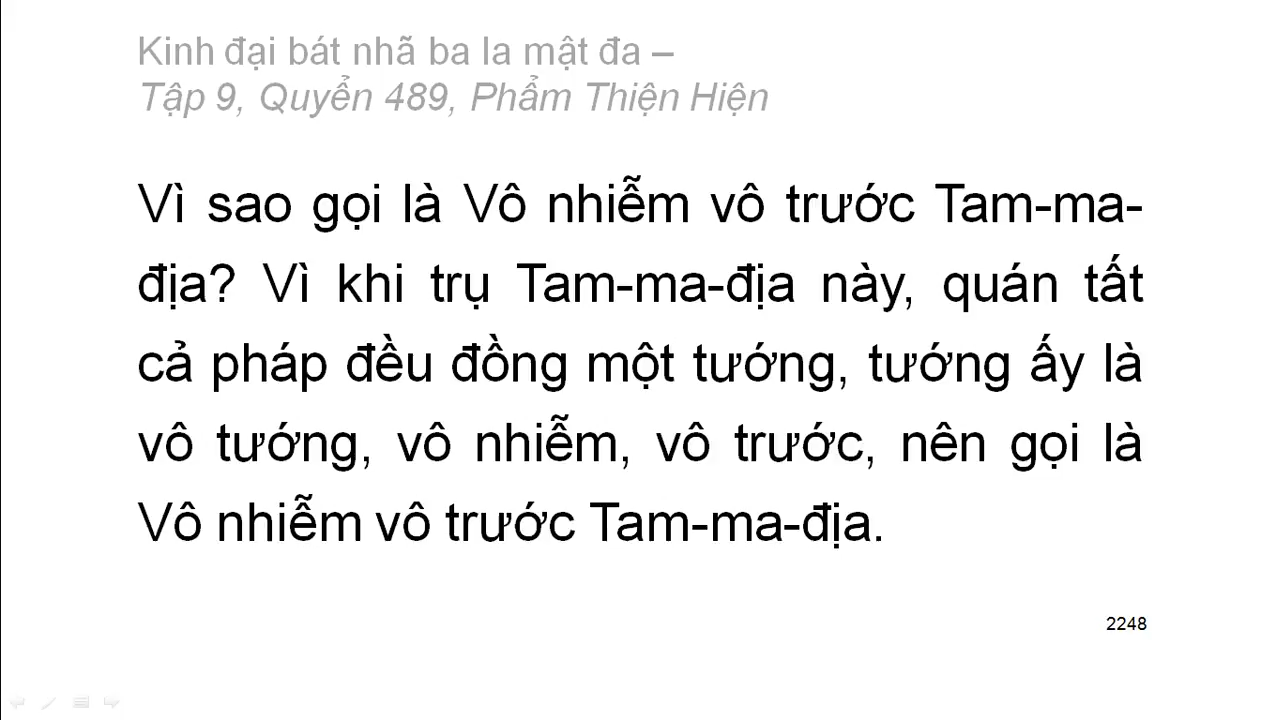 Kinh đại bát nhã ba la mật đa –
Tập 9, Quyển 489, Phẩm Thiện Hiện
Vì sao gọi là Vô nhiễm vô trước Tam-ma-
địa? Vì khi trụ Tam-ma-địa này, quán tất
cả pháp đều đồng một tướng, tướng ấy là
vô tướng, vô nhiễm, vô trước, nên gọi là
Vô nhiễm vô trước Tam-ma-địa.
2248